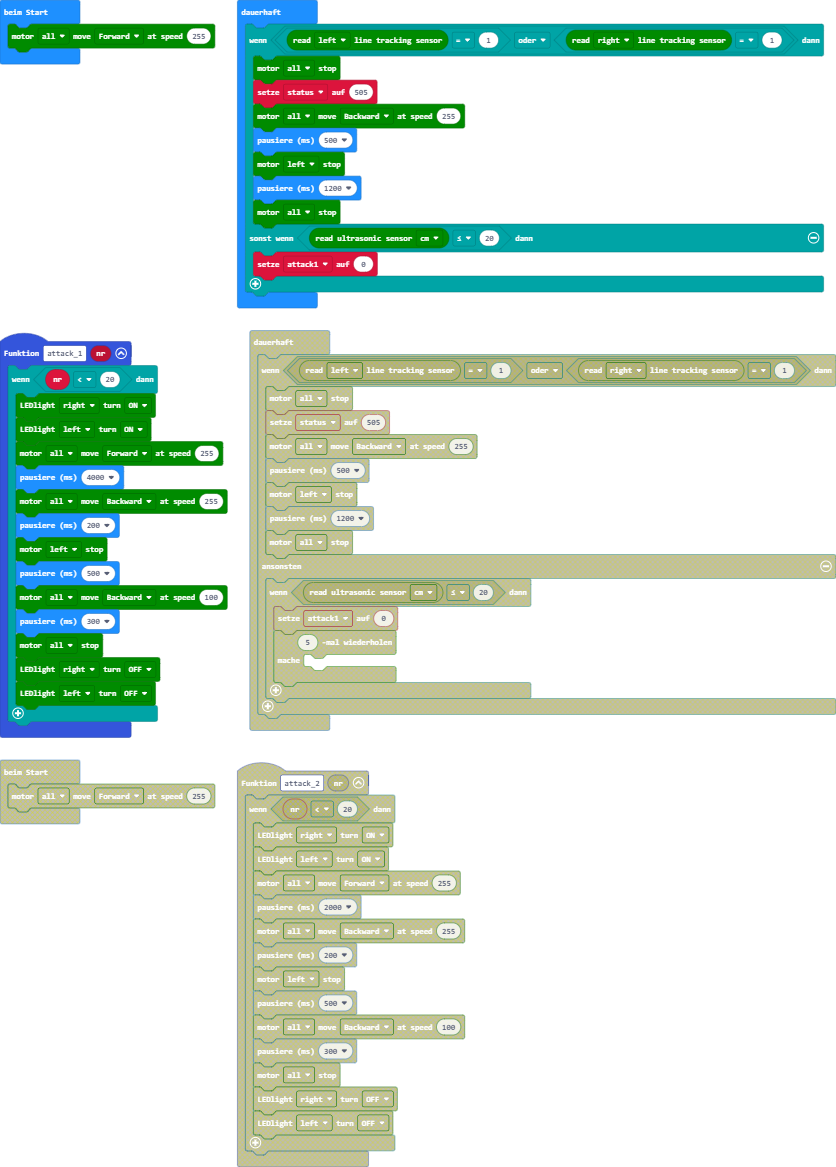 beim Start
motor all move Forward at speed 255
dauerhaft
wenn read left line tracking sensor = 1 oder read right line tracking sensor = 1 dann
motor all stop
setze status auf 505
motor all move Backward at speed 255
pausiere (ms) 500
motor left stop
pausiere (ms) 1200
motor all stop
sonst wenn read ultrasonic sensor cm ≤ 20 dann
setze attack1 auf 0
Funktion attack_1 nr
wenn nr < 20 dann
LEDlight right turn ON
LEDlight left turn ON
motor all move Forward at speed 255
pausiere (ms) 4000
motor all move Backward at speed 255
pausiere (ms) 200
motor left stop
pausiere (ms) 500
motor all move Backward at speed 100
pausiere (ms) 300
motor all stop
LEDlight right turn OFF
LEDlight left turn OFF
dauerhaft
wenn read left line tracking sensor = 1 oder read right line tracking sensor = 1 dann
motor all stop
setze status auf 505
motor all move Backward at speed 255
pausiere (ms) 500
motor left stop
pausiere (ms) 1200
motor all stop
ansonsten
wenn read ultrasonic sensor cm ≤ 20 dann
setze attack1 auf 0
5 -mal wiederholen
mache
beim Start
motor all move Forward at speed 255
Funktion attack_2 nr
wenn nr < 20 dann
LEDlight right turn ON
LEDlight left turn ON
motor all move Forward at speed 255
pausiere (ms) 2000
motor all move Backward at speed 255
pausiere (ms) 200
motor left stop
pausiere (ms) 500
motor all move Backward at speed 100
pausiere (ms) 300
motor all stop
LEDlight right turn OFF
LEDlight left turn OFF